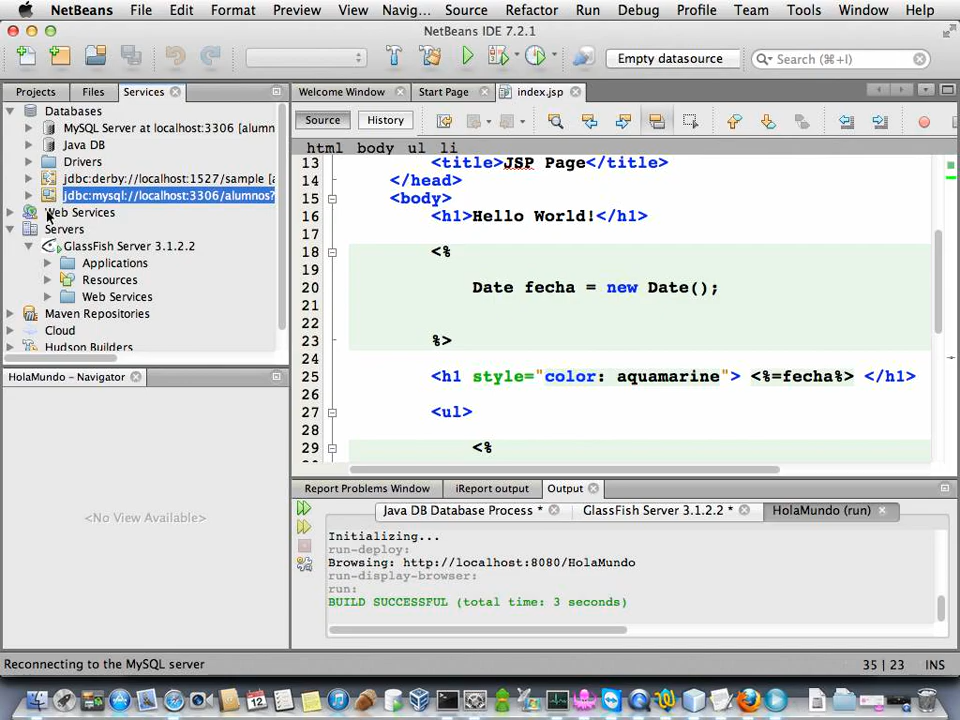 NetBeans File Edit Format View Navig... Source Refactor Run Debug Profile Team Tools Window Help
NetBeans IDE 7.2.1
Empty datasource
Search (⌘+I)
Projects Files Services
Welcome Window Start Page index.jsp
Source History
html body ul li
Databases
MySQL Server at localhost:3306 [alumn
Java DB
Drivers
jdbc:derby://localhost:1527/sample [a
jdbc:mysql://localhost:3306/alumnos?
Web Services
Servers
GlassFish Server 3.1.2.2
Applications
Resources
Web Services
Maven Repositories
Cloud
Hudson Builders
13 <title>JSP Page</title>
14 </head>
15 <body>
16 <h1>Hello World!</h1>
17
18 <%
19
20 Date fecha = new Date();
21
22
23 %>
24
25 <h1 style="color: aquamarine"> <%=fecha%> </h1>
26
27 <ul>
28
29 <%
HolaMundo - Navigator
<No View Available>
Report Problems Window iReport output Output
Java DB Database Process * GlassFish Server 3.1.2.2 * HolaMundo (run)
Initializing...
run-deploy:
Browsing: http://localhost:8080/HolaMundo
run-display-browser:
run:
BUILD SUCCESSFUL (total time: 3 seconds)
Reconnecting to the MySQL server
35 | 23 INS
12